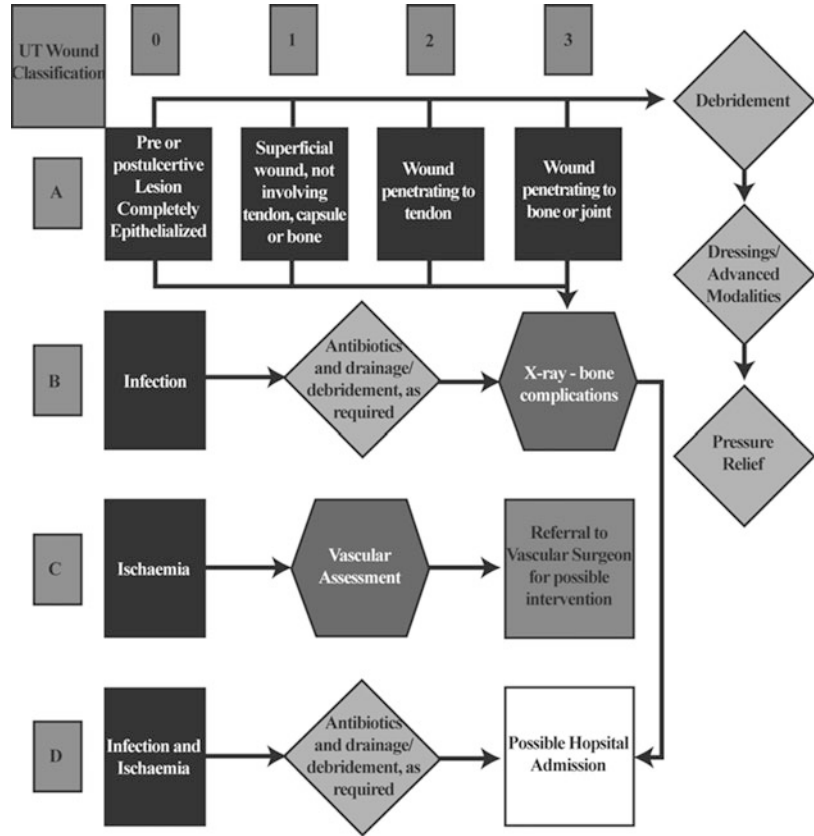 UT Wound
Classification
0
1
2
3
Debridement
A
Pre or
postulcertive
Lesion
Completely
Epithelialized
Superficial
wound, not
involving
tendon, capsule
or bone
Wound
penetrating to
tendon
Wound
penetrating to
bone or joint
Dressings/
Advanced
Modalities
B
Infection
Antibiotics
and drainage/
debridement, as
required
X-ray - bone
complications
Pressure
Relief
C
Ischaemia
Vascular
Assessment
Referral to
Vascular Surgeon
for possible
intervention
D
Infection and
Ischaemia
Antibiotics
and drainage/
debridement, as
required
Possible Hopsital
Admission